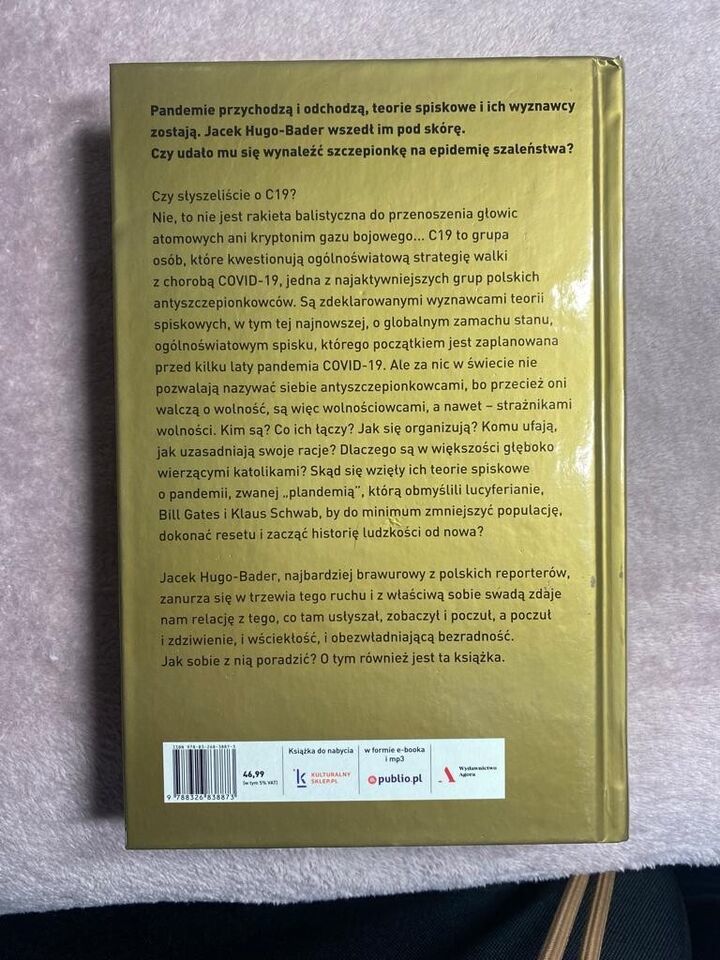 Pandemie przychodzą i odchodzą, teorie spiskowe i ich wyznawcy
zostają. Jacek Hugo-Bader wszedł im pod skórę.
Czy udało mu się wynaleźć szczepionkę na epidemię szaleństwa?
Czy słyszeliście o C19?
Nie, to nie jest rakieta balistyczna do przenoszenia głowic
atomowych ani kryptonim gazu bojowego... C19 to grupa
osób, które kwestionują ogólnoświatową strategię walki
z chorobą COVID-19, jedna z najaktywniejszych grup polskich
antyszczepionkowców. Są zdeklarowanymi wyznawcami teorii
spiskowych, w tym tej najnowszej, o globalnym zamachu stanu,
ogólnoświatowym spisku, którego początkiem jest zaplanowana
przed kilku laty pandemia COVID-19. Ale za nic w świecie nie
pozwalają nazywać siebie antyszczepionkowcami, bo przecież oni
walczą o wolność, są więc wolnościowcami, a nawet – strażnikami
wolności. Kim są? Co ich łączy? Jak się organizują? Komu ufają,
jak uzasadniają swoje racje? Dlaczego są w większości głęboko
wierzącymi katolikami? Skąd się wzięły ich teorie spiskowe
o pandemii, zwanej „plandemią”, którą obmyślili lucyferianie,
Bill Gates i Klaus Schwab, by do minimum zmniejszyć populację,
dokonać resetu i zacząć historię ludzkości od nowa?
Jacek Hugo-Bader, najbardziej brawurowy z polskich reporterów,
zanurza się w trzewia tego ruchu i z właściwą sobie swadą zdaje
nam relację z tego, co tam usłyszał, zobaczył i poczuł, a poczuł
i zdziwienie, i wściekłość, i obezwładniającą bezradność.
Jak sobie z nią poradzić? O tym również jest ta książka.
ISBN 978-83-268-3887-3
9 788326 838873
46,99
(w tym 5% VAT)
Książka do nabycia
KULTURALNY
SKLEP.PL
w formie e-booka
i mp3
publio.pl
Wydawnictwo
Agora